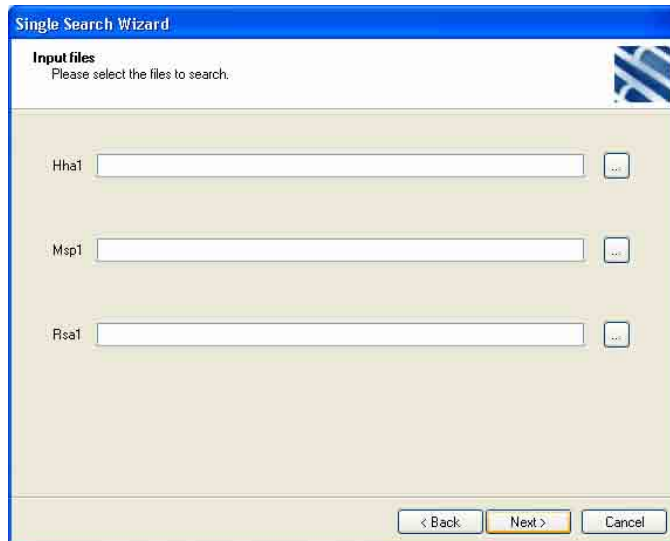 Single Search Wizard
Input files
Please select the files to search.
Hha1
...
Msp1
...
Rsa1
...
< Back
Next >
Cancel